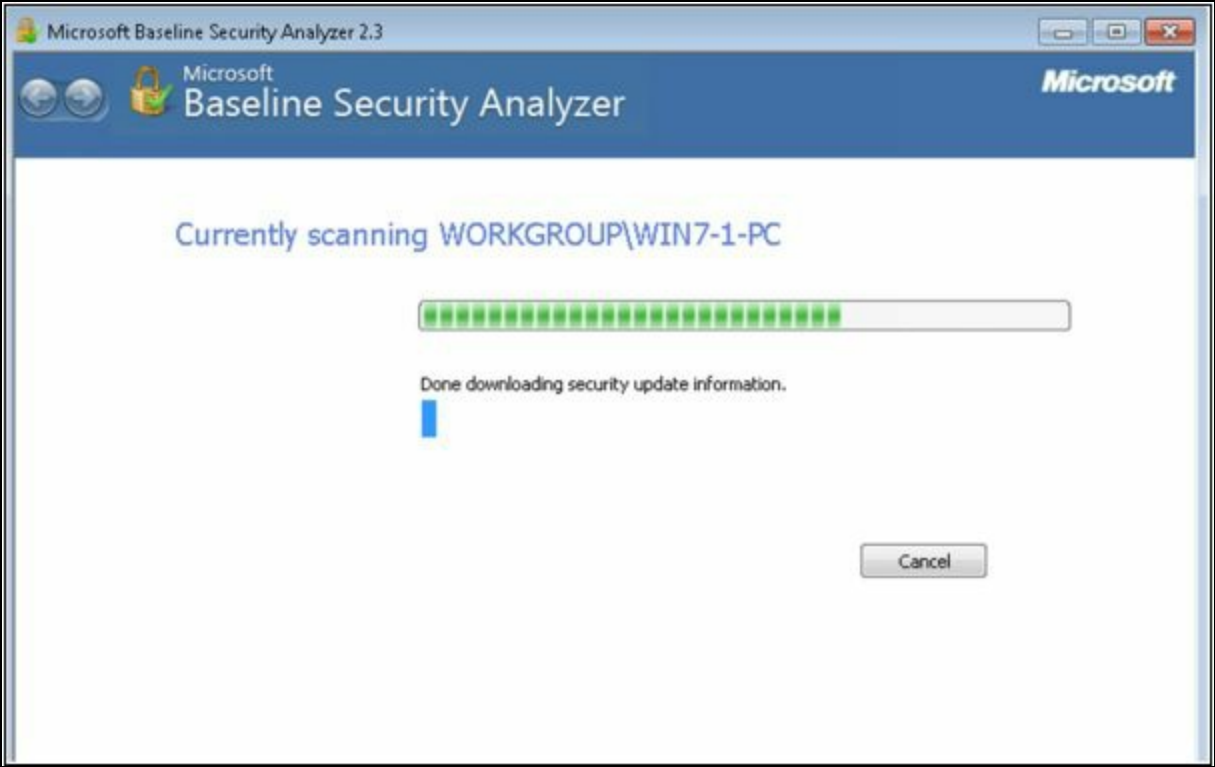 Microsoft Baseline Security Analyzer 2.3
Microsoft
Baseline Security Analyzer
Microsoft
Currently scanning WORKGROUP\WIN7-1-PC
Done downloading security update information.
Cancel